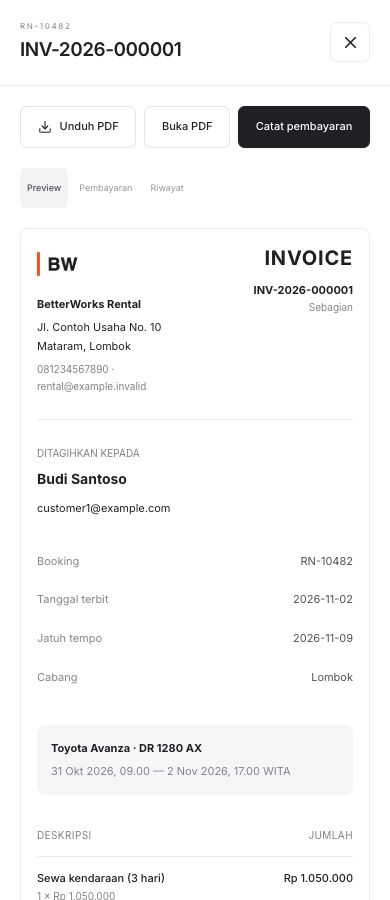 RN-10482
INV-2026-000001
Unduh PDF
Buka PDF
Catat pembayaran
Preview
Pembayaran
Riwayat
BW
INVOICE
BetterWorks Rental
INV-2026-000001
Sebagian
Jl. Contoh Usaha No. 10
Mataram, Lombok
081234567890 ·
rental@example.invalid
DITAGIHKAN KEPADA
Budi Santoso
customer1@example.com
Booking RN-10482
Tanggal terbit 2026-11-02
Jatuh tempo 2026-11-09
Cabang Lombok
Toyota Avanza · DR 1280 AX
31 Okt 2026, 09.00 — 2 Nov 2026, 17.00 WITA
DESKRIPSI JUMLAH
Sewa kendaraan (3 hari) Rp 1.050.000
1 × Rp 1.050.000